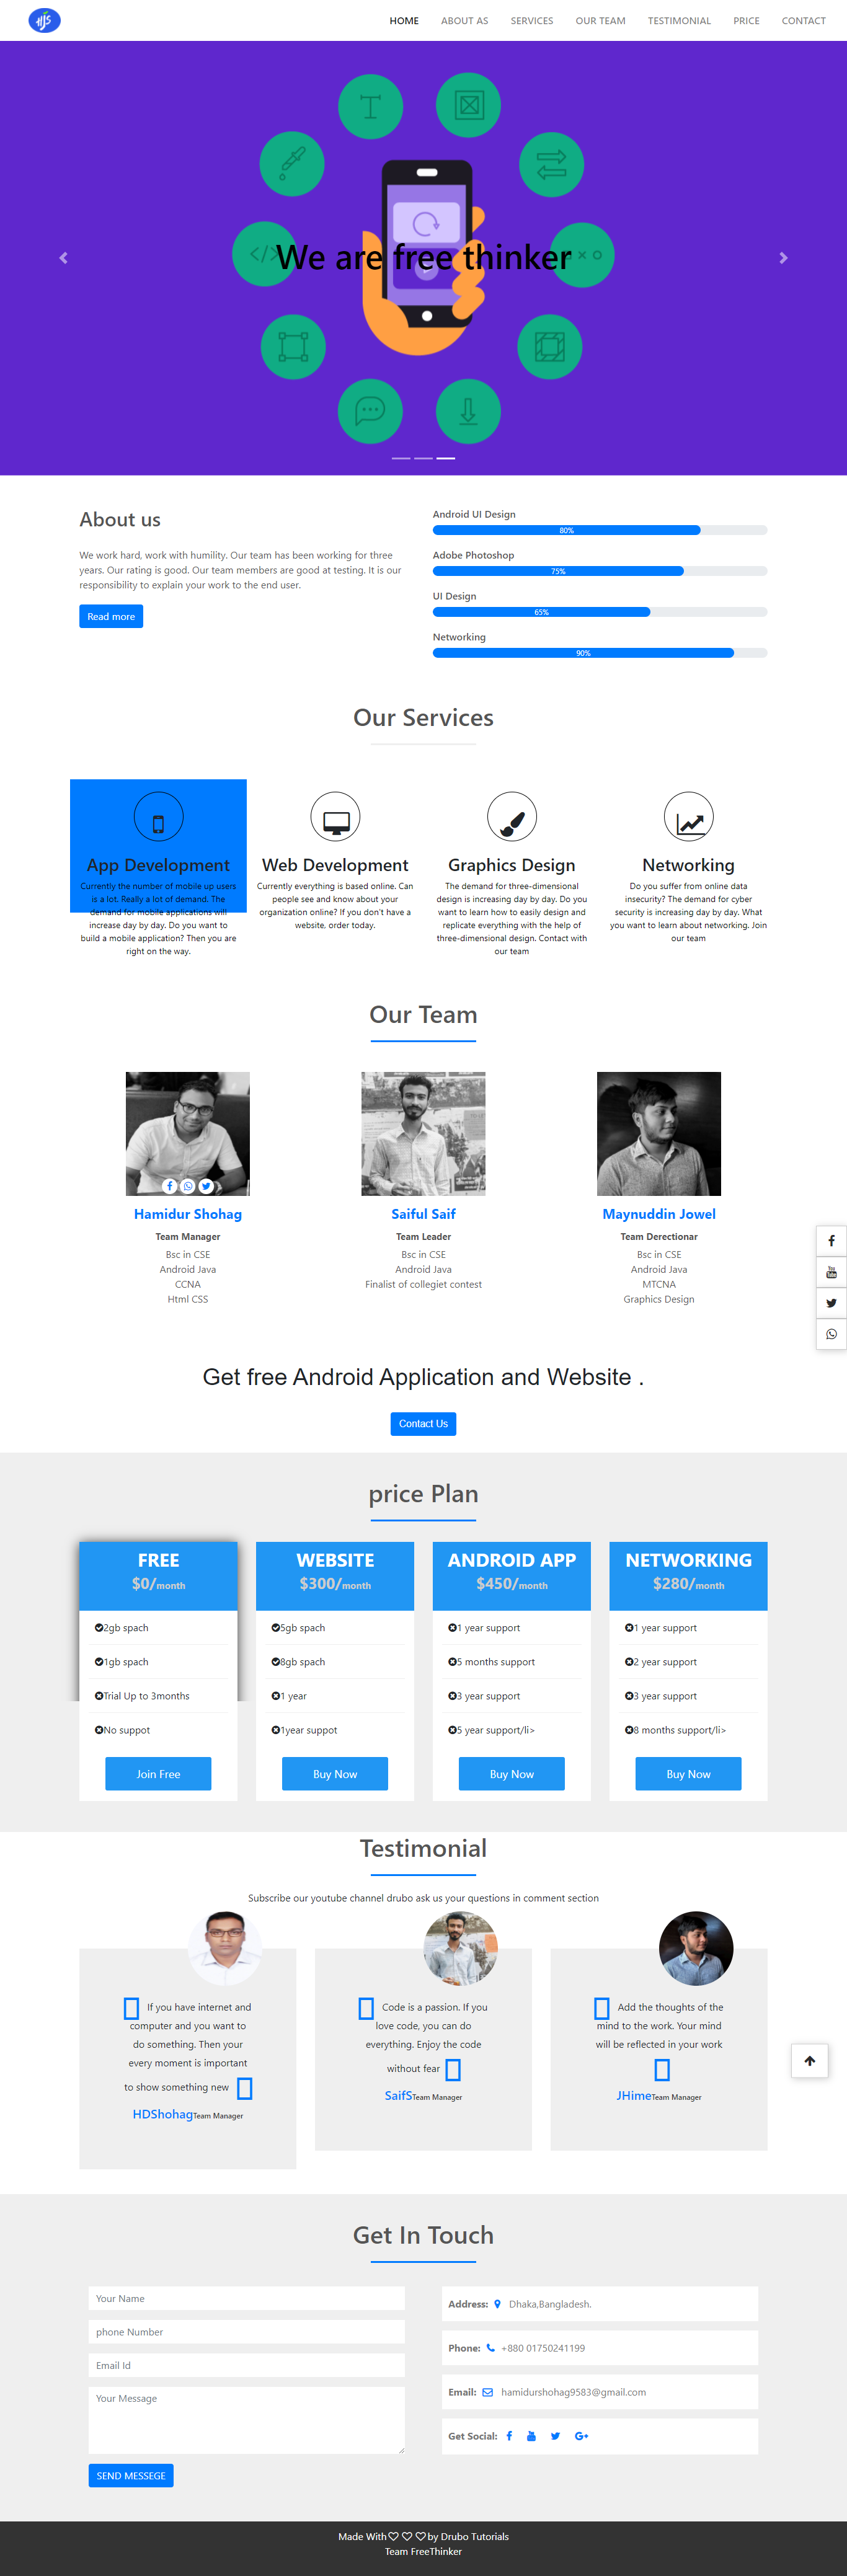 HJS
HOME ABOUT AS SERVICES OUR TEAM TESTIMONIAL PRICE CONTACT
We are free thinker
About us
We work hard, work with humility. Our team has been working for three
years. Our rating is good. Our team members are good at testing. It is our
responsibility to explain your work to the end user.
Read more
Android UI Design
80%
Adobe Photoshop
75%
UI Design
65%
Networking
90%
Our Services
App Development
Currently the number of mobile up users
is a lot. Really a lot of demand. The
demand for mobile applications will
increase day by day. Do you want to
build a mobile application? Then you are
right on the way.
Web Development
Currently everything is based online. Can
people see and know about your
organization online? If you don't have a
website, order today.
Graphics Design
The demand for three-dimensional
design is increasing day by day. Do you
want to learn how to easily design and
replicate everything with the help of
three-dimensional design. Contact with
our team
Networking
Do you suffer from online data
insecurity? The demand for cyber
security is increasing day by day. What
you want to learn about networking. Join
our team
Our Team
Hamidur Shohag
Team Manager
Bsc in CSE
Android Java
CCNA
Html CSS
Saiful Saif
Team Leader
Bsc in CSE
Android Java
Finalist of collegiet contest
Maynuddin Jowel
Team Derectionar
Bsc in CSE
Android Java
MTCNA
Graphics Design
Get free Android Application and Website .
Contact Us
price Plan
FREE
$0/month
2gb spach
1gb spach
Trial Up to 3months
No suppot
Join Free
WEBSITE
$300/month
5gb spach
8gb spach
1 year
1year suppot
Buy Now
ANDROID APP
$450/month
1 year support
5 months support
3 year support
5 year support/li>
Buy Now
NETWORKING
$280/month
1 year support
2 year support
3 year support
8 months support/li>
Buy Now
Testimonial
Subscribe our youtube channel drubo ask us your questions in comment section
If you have internet and
computer and you want to
do something. Then your
every moment is important
to show something new
HDShohagTeam Manager
Code is a passion. If you
love code, you can do
everything. Enjoy the code
without fear
SaifSTeam Manager
Add the thoughts of the
mind to the work. Your mind
will be reflected in your work
JHimeTeam Manager
Get In Touch
Your Name
phone Number
Email Id
Your Message
SEND MESSEGE
Address: Dhaka,Bangladesh.
Phone: +880 01750241199
Email: hamidurshohag9583@gmail.com
Get Social:
Made With by Drubo Tutorials
Team FreeThinker